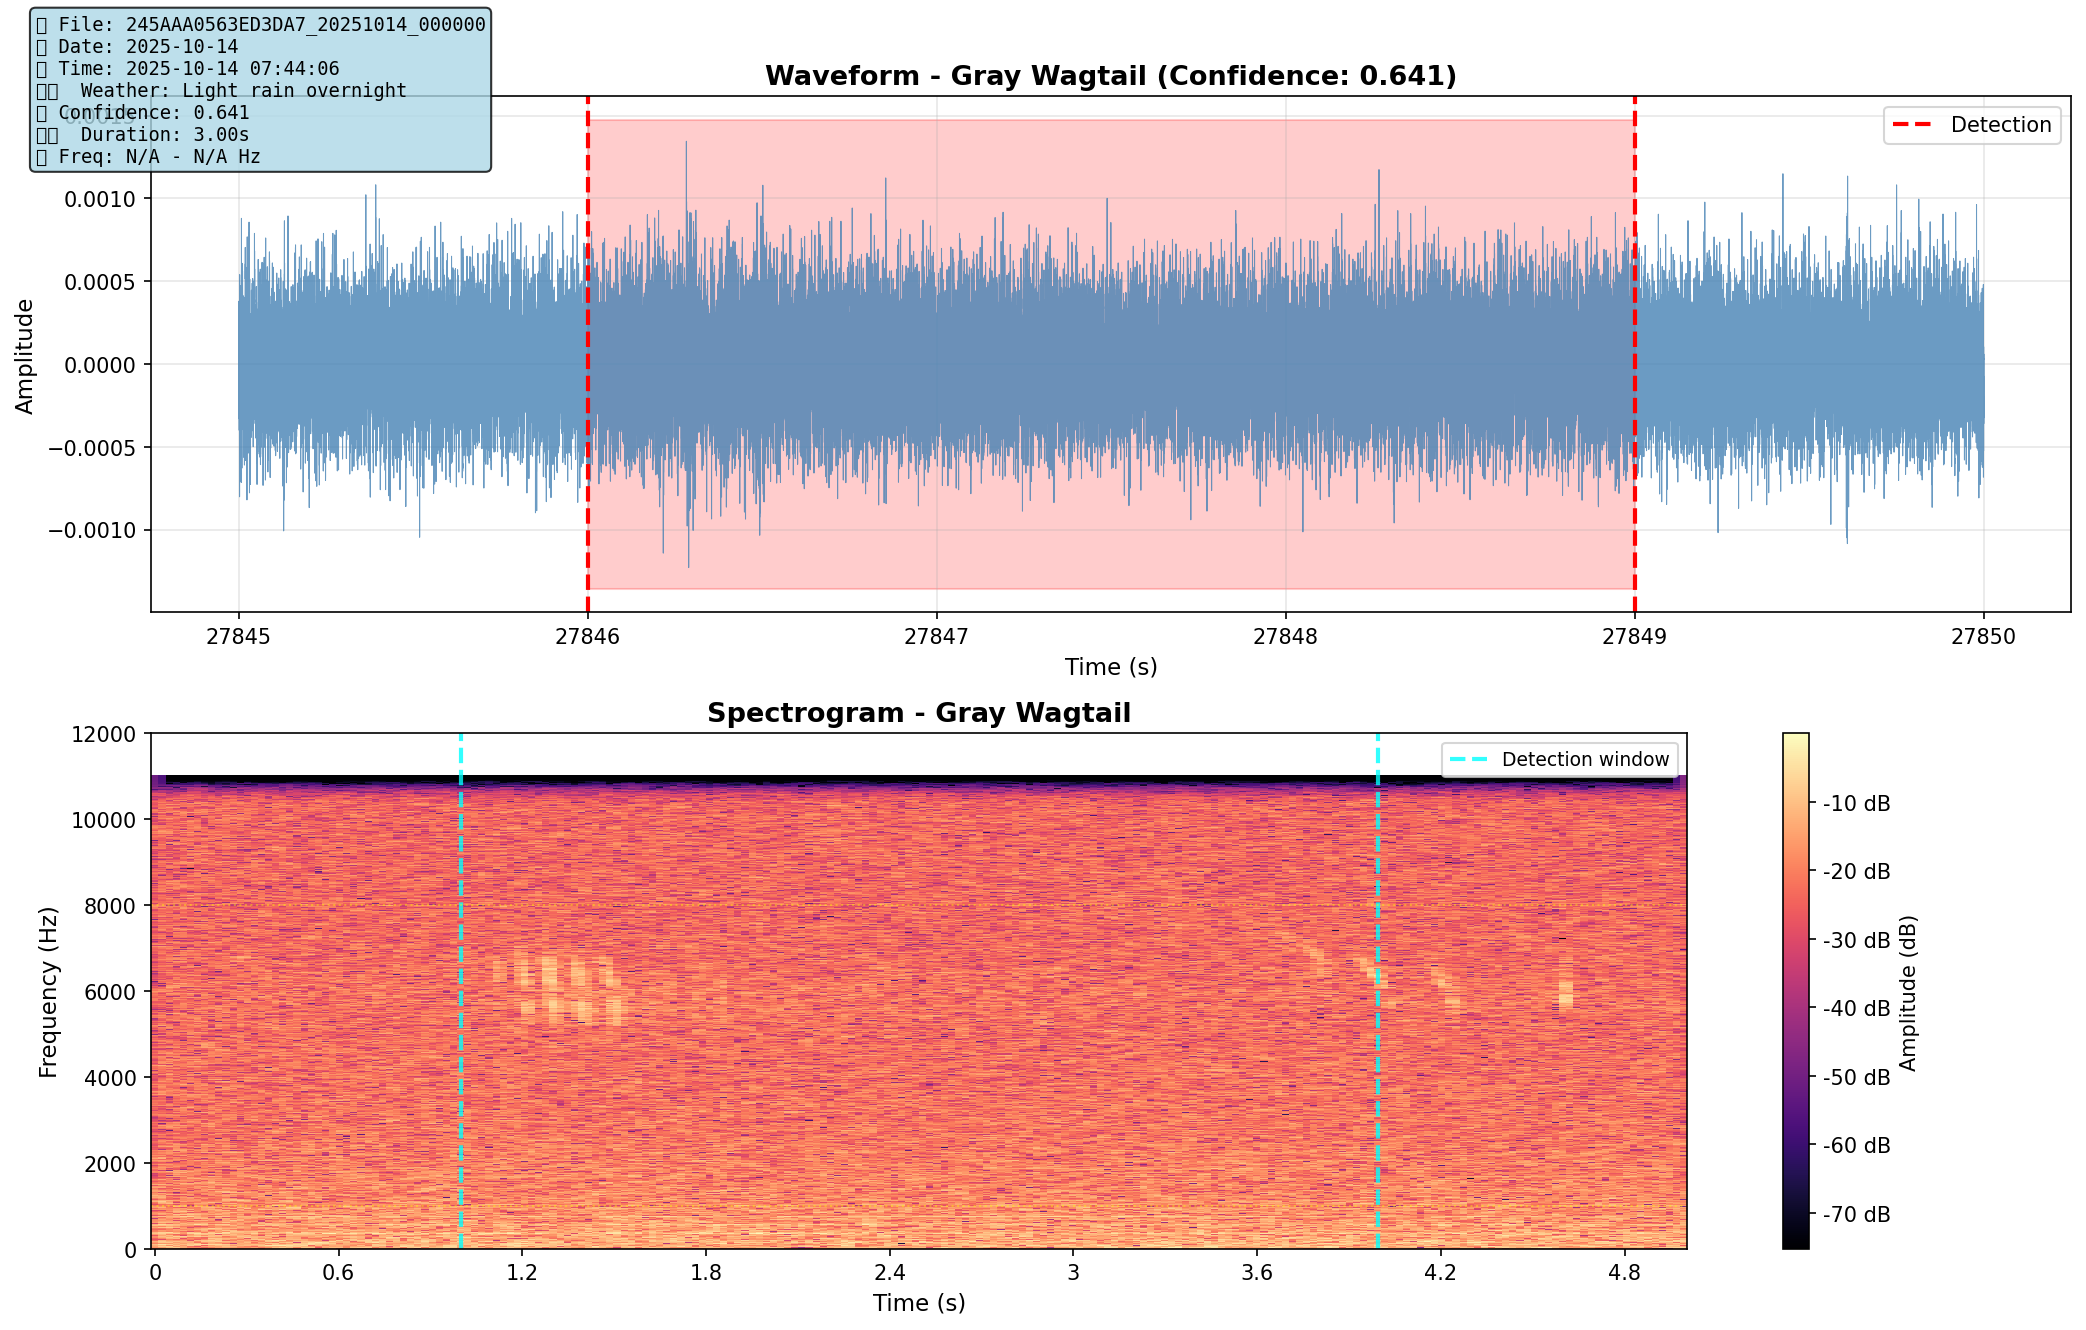 File: 245AAA0563ED3DA7_20251014_000000
Date: 2025-10-14
Time: 2025-10-14 07:44:06
Weather: Light rain overnight
Confidence: 0.641
Duration: 3.00s
Freq: N/A - N/A Hz
Waveform - Gray Wagtail (Confidence: 0.641)
Detection
0.0015
0.0010
0.0005
0.0000
−0.0005
−0.0010
Amplitude
27845
27846
27847
27848
27849
27850
Time (s)
Spectrogram - Gray Wagtail
Detection window
12000
10000
8000
6000
4000
2000
0
Frequency (Hz)
0
0.6
1.2
1.8
2.4
3
3.6
4.2
4.8
Time (s)
-10 dB
-20 dB
-30 dB
-40 dB
-50 dB
-60 dB
-70 dB
Amplitude (dB)